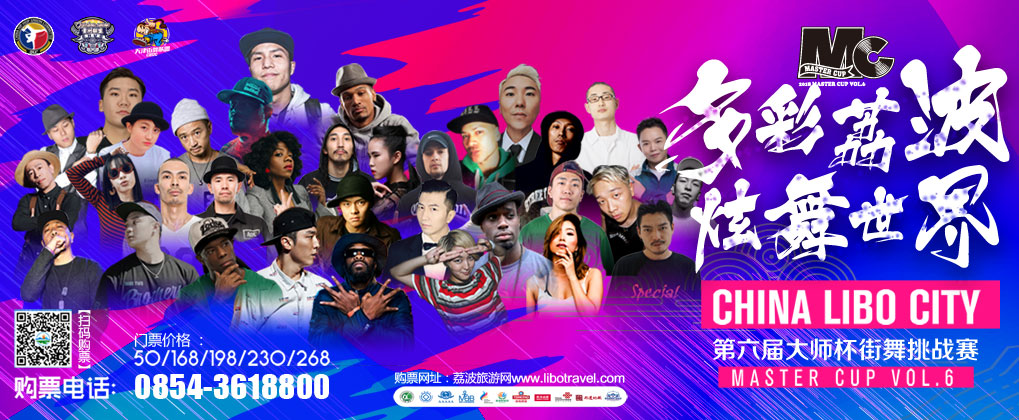 MC
MASTER CUP
2018 MASTER CUP VOL.6
多彩荔波
炫舞世界
CHINA LIBO CITY
第六届大师杯街舞挑战赛
MASTER CUP VOL.6
Special
Brothers
【扫码购票】
门票价格：
50/168/198/230/268
购票电话：0854-3618800
购票网址：荔波旅游网www.libotravel.com